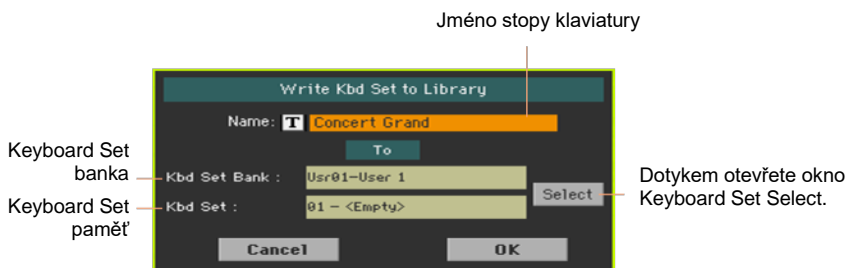 Jméno stopy klaviatury
Write Kbd Set to Library
Name: T Concert Grand
To
Keyboard Set
banka
Kbd Set Bank : Usr01-User 1
Select
Dotykem otevřete okno
Keyboard Set Select.
Keyboard Set
paměť
Kbd Set : 01 - <Empty>
Cancel OK